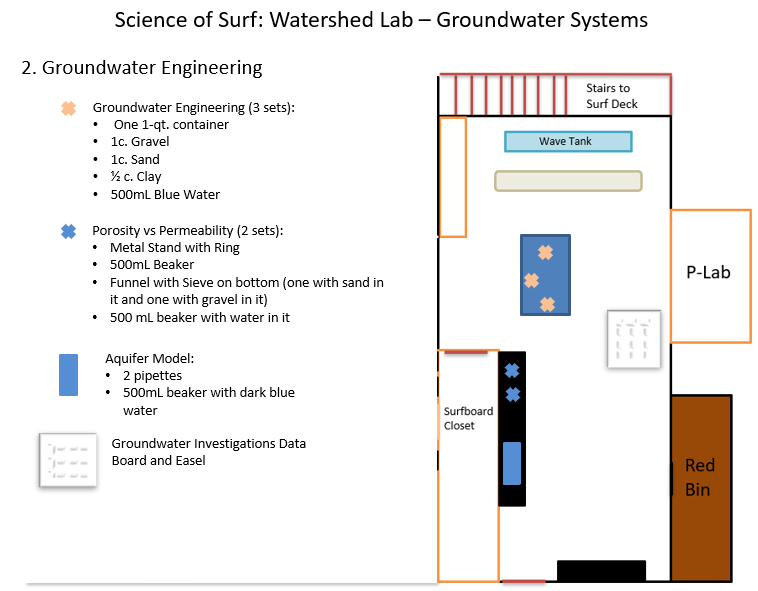 Science of Surf: Watershed Lab – Groundwater Systems
2. Groundwater Engineering
Groundwater Engineering (3 sets):
• One 1-qt. container
• 1c. Gravel
• 1c. Sand
• ½ c. Clay
• 500mL Blue Water
Porosity vs Permeability (2 sets):
• Metal Stand with Ring
• 500mL Beaker
• Funnel with Sieve on bottom (one with sand in
it and one with gravel in it)
• 500 mL beaker with water in it
Aquifer Model:
• 2 pipettes
• 500mL beaker with dark blue
water
Groundwater Investigations Data
Board and Easel
Stairs to
Surf Deck
Wave Tank
P-Lab
Surfboard
Closet
Red
Bin